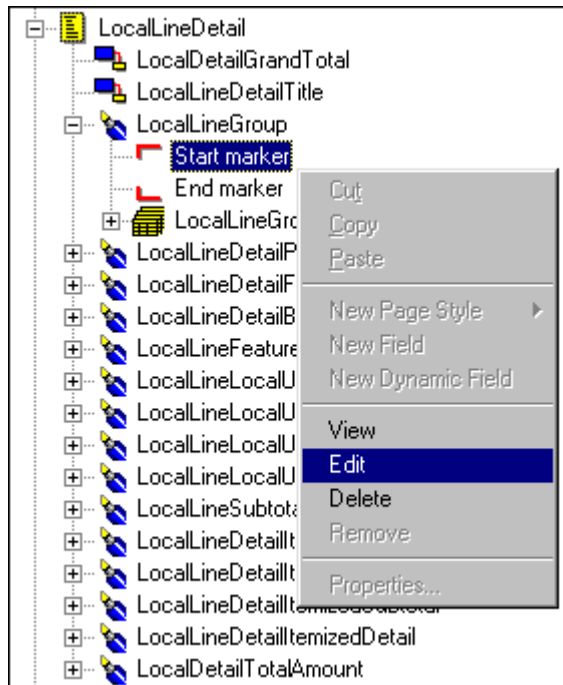 LocalLineDetail
LocalDetailGrandTotal
LocalLineDetailTitle
LocalLineGroup
Start marker
End marker
LocalLineGro
LocalLineDetailP
LocalLineDetailF
LocalLineDetailB
LocalLineFeature
LocalLineLocalU
LocalLineLocalU
LocalLineLocalU
LocalLineLocalU
LocalLineSubtota
LocalLineDetailIt
LocalLineDetailIt
LocalLineDetailItemizedSubtotal
LocalLineDetailItemizedDetail
LocalDetailTotalAmount
Cut
Copy
Paste
New Page Style
New Field
New Dynamic Field
View
Edit
Delete
Remove
Properties...